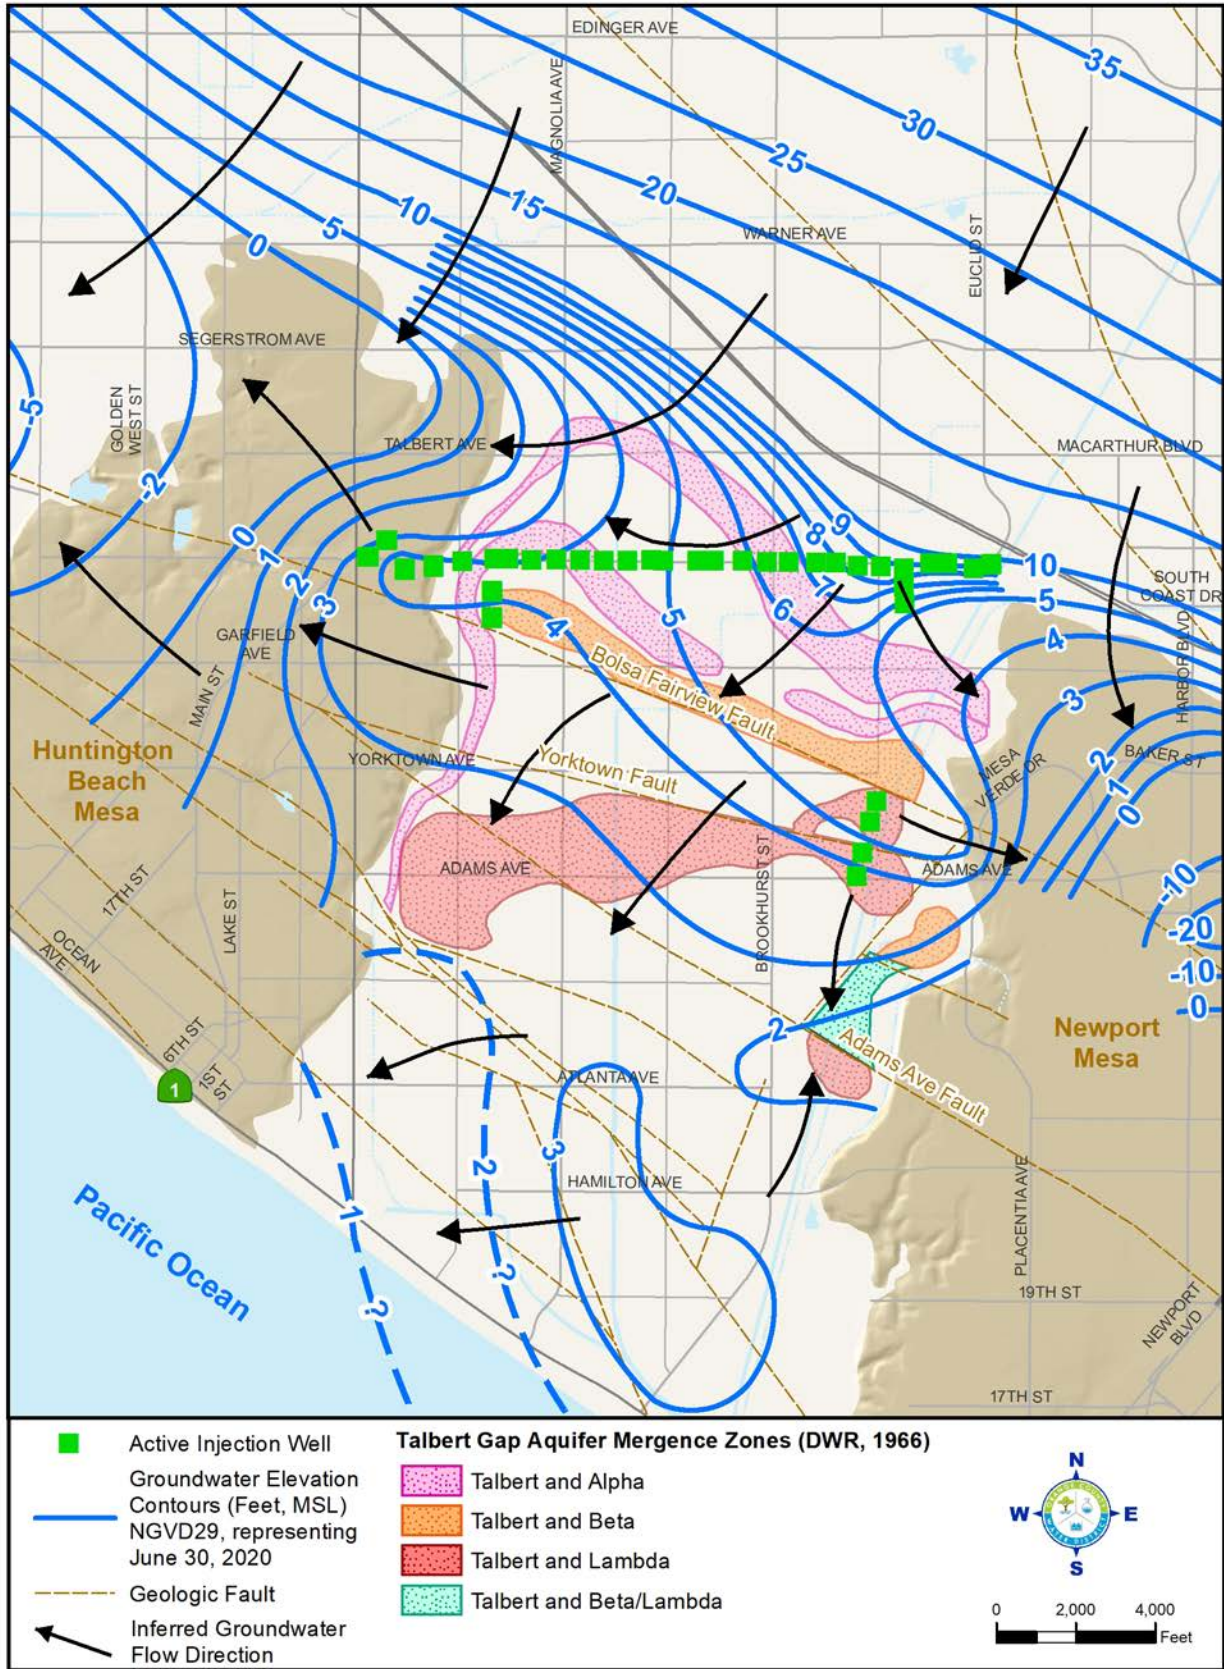 EDINGER AVE
MAGNOLIA AVE
35
30
25
20
15
10
5
0
WARNER AVE
EUCLID ST
SEGERSTROM AVE
-5
GOLDEN
WEST ST
TALBERT AVE
MACARTHUR BLVD
-2
9
8
7
6
5
10
5
4
3
SOUTH
COAST DR
HARBOR BLVD
0
1
2
3
4
GARFIELD
AVE
MAIN ST
Bolsa Fairview Fault
Yorktown Fault
YORKTOWN AVE
Huntington
Beach
Mesa
MESA
VERDE DR
BAKER ST
2
1
0
ADAMS AVE
BROOKHURST ST
ADAMS AVE
17TH ST
LAKE ST
OCEAN
AVE
-10
-20
-10
0
Newport
Mesa
6TH ST
1ST
ST
1
2
Adams Ave Fault
ATLANTA AVE
3
2
HAMILTON AVE
1
?
?
Pacific Ocean
PLACENTIA AVE
19TH ST
NEWPORT
BLVD
17TH ST
Active Injection Well
Groundwater Elevation
Contours (Feet, MSL)
NGVD29, representing
June 30, 2020
Geologic Fault
Inferred Groundwater
Flow Direction
Talbert Gap Aquifer Mergence Zones (DWR, 1966)
Talbert and Alpha
Talbert and Beta
Talbert and Lambda
Talbert and Beta/Lambda
N
W E
S
ORANGE COUNTY
WATER DISTRICT
0 2,000 4,000
Feet